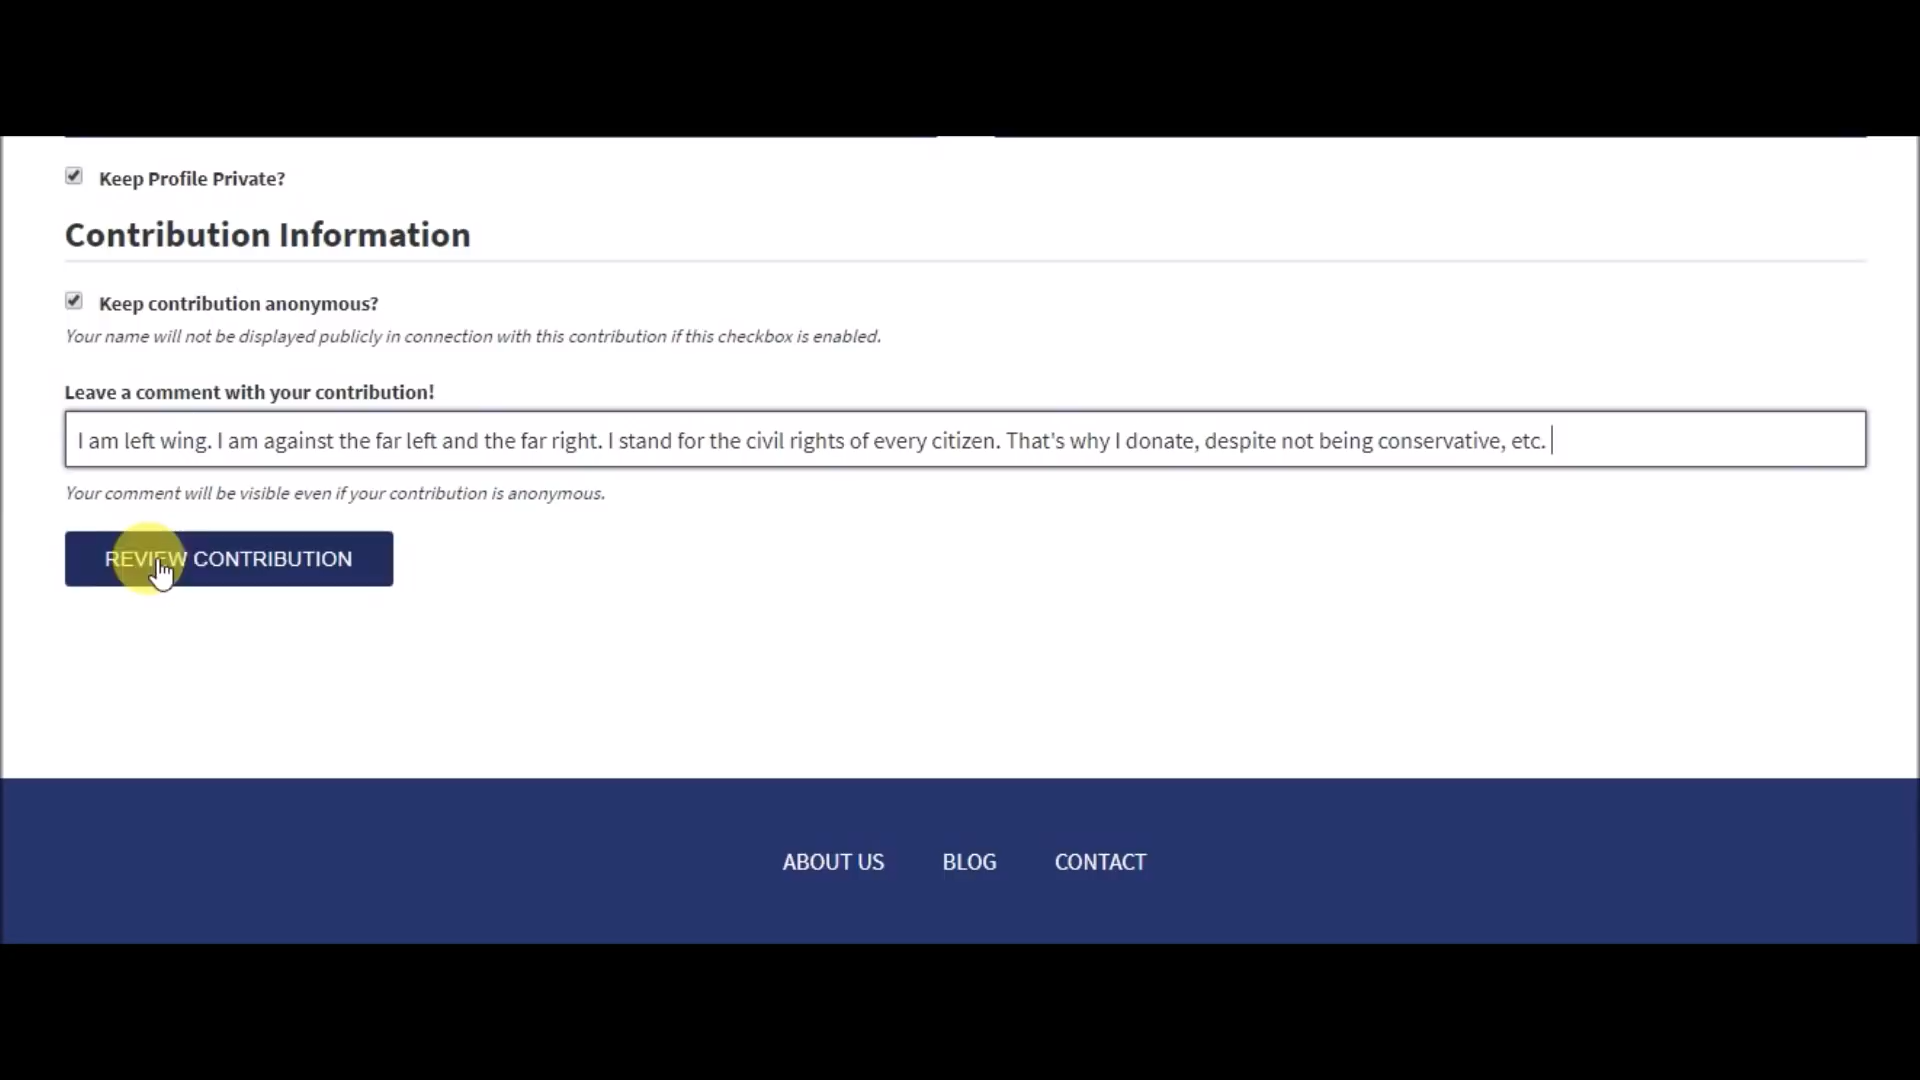 Keep Profile Private?
Contribution Information
Keep contribution anonymous?
Your name will not be displayed publicly in connection with this contribution if this checkbox is enabled.
Leave a comment with your contribution!
I am left wing. I am against the far left and the far right. I stand for the civil rights of every citizen. That's why I donate, despite not being conservative, etc.
Your comment will be visible even if your contribution is anonymous.
REVIEW CONTRIBUTION
ABOUT US BLOG CONTACT